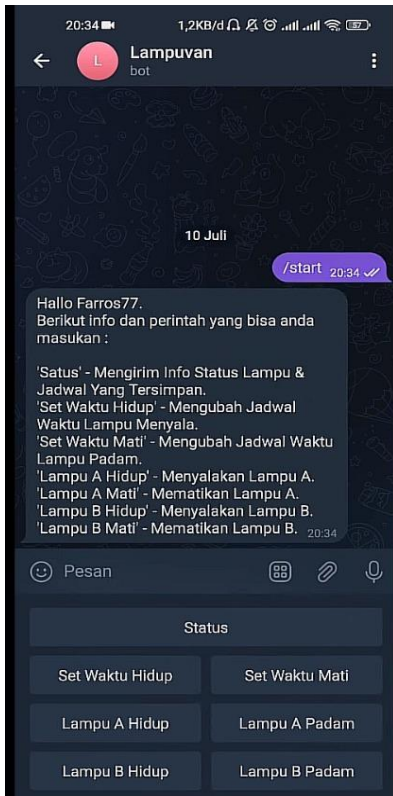 20:34 1,2KB/d 57
L Lampuvan
bot
10 Juli
/start 20:34
Hallo Farros77.
Berikut info dan perintah yang bisa anda
masukan :
'Satus' - Mengirim Info Status Lampu &
Jadwal Yang Tersimpan.
'Set Waktu Hidup' - Mengubah Jadwal
Waktu Lampu Menyala.
'Set Waktu Mati' - Mengubah Jadwal Waktu
Lampu Padam.
'Lampu A Hidup' - Menyalakan Lampu A.
'Lampu A Mati' - Mematikan Lampu A.
'Lampu B Hidup' - Menyalakan Lampu B.
'Lampu B Mati' - Mematikan Lampu B. 20:34
Pesan
Status
Set Waktu Hidup Set Waktu Mati
Lampu A Hidup Lampu A Padam
Lampu B Hidup Lampu B Padam